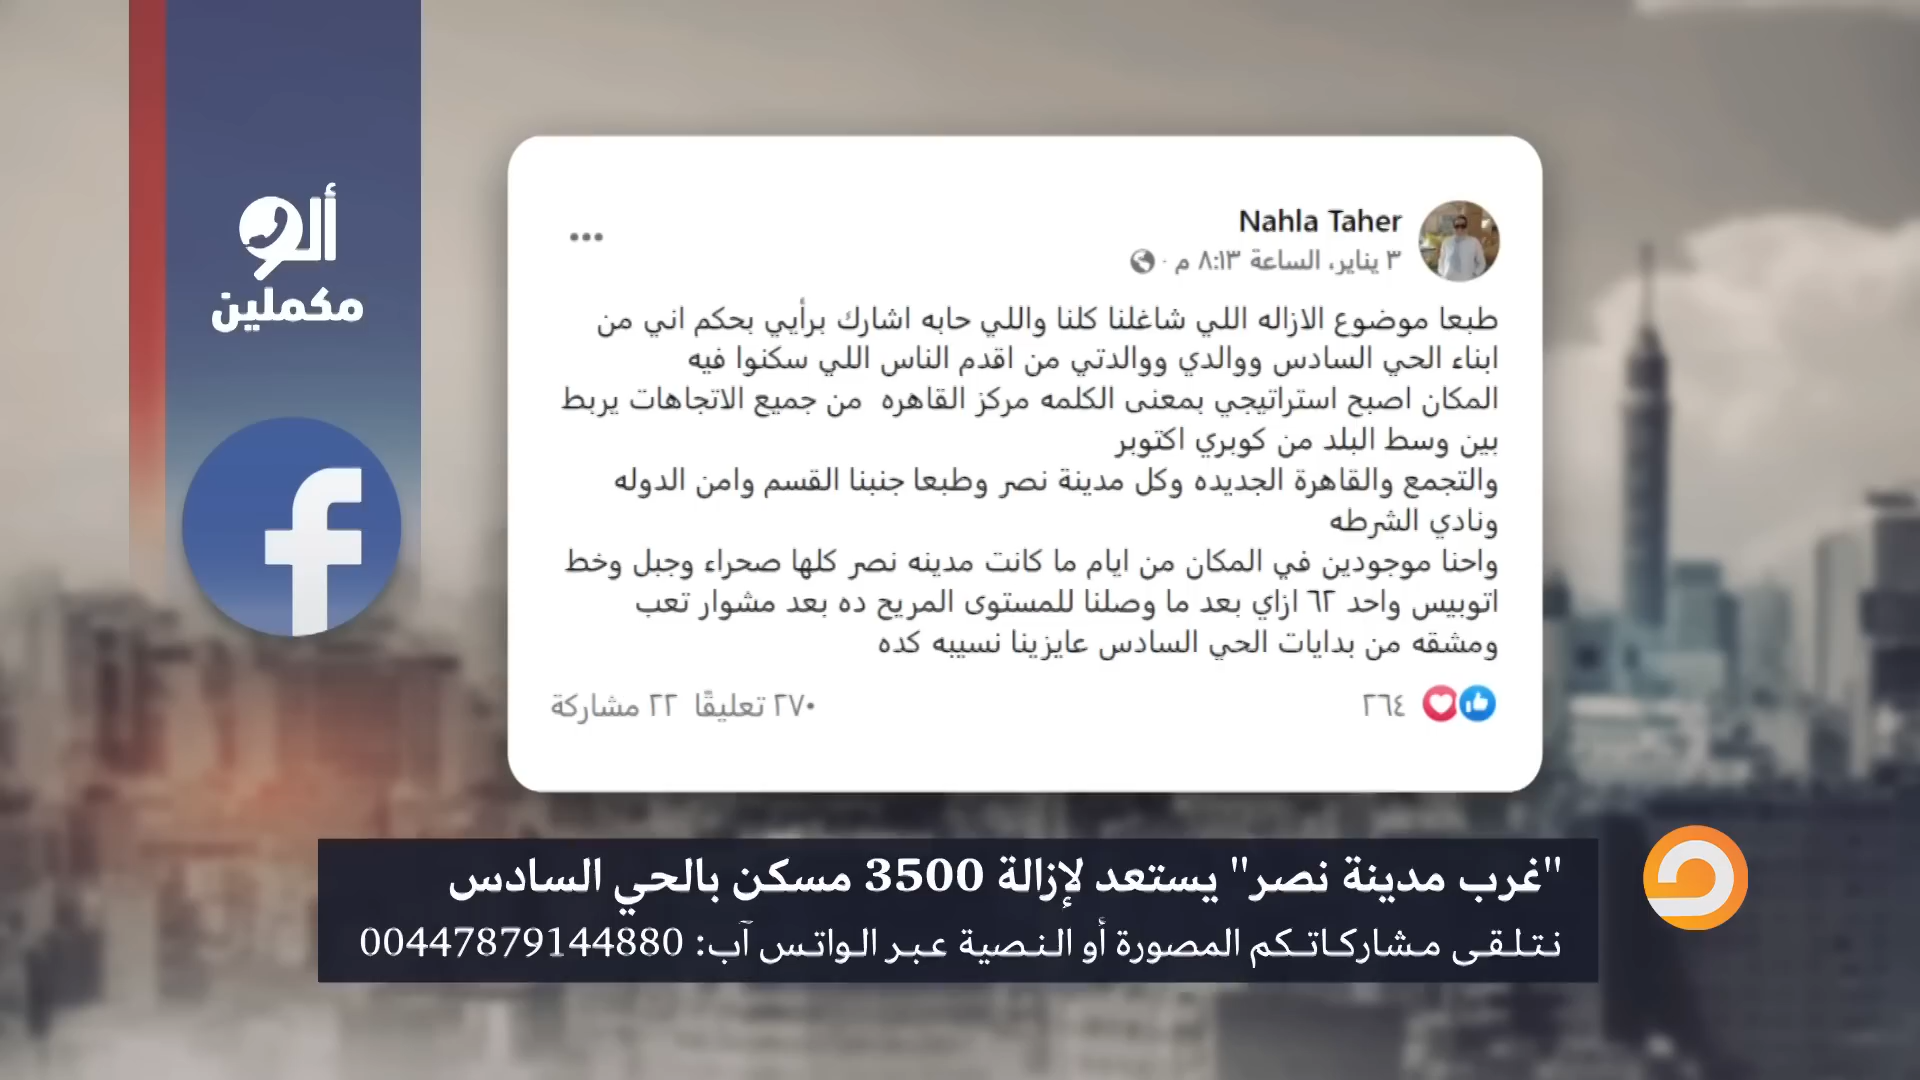 ألو
مكملين
Nahla Taher
٣ يناير، الساعة ٨:١٣ م ·
طبعا موضوع الازاله اللي شاغلنا كلنا واللي حابه اشارك برأيي بحكم اني من
ابناء الحي السادس ووالدي ووالدتي من اقدم الناس اللي سكنوا فيه
المكان اصبح استراتيجي بمعنى الكلمه مركز القاهره من جميع الاتجاهات يربط
بين وسط البلد من كوبري اكتوبر
والتجمع والقاهرة الجديده وكل مدينة نصر وطبعا جنبنا القسم وامن الدوله
ونادي الشرطه
واحنا موجودين في المكان من ايام ما كانت مدينه نصر كلها صحراء وجبل وخط
اتوبيس واحد ٦٢ ازاي بعد ما وصلنا للمستوى المريح ده بعد مشوار تعب
ومشقه من بدايات الحي السادس عايزينا نسيبه كده
٢٦٤
٢٧٠ تعليقًا ٢٢ مشاركة
"غرب مدينة نصر" يستعد لإزالة 3500 مسكن بالحي السادس
نتلقى مشاركاتكم المصورة أو النصية عبر الواتس آب: 00447879144880